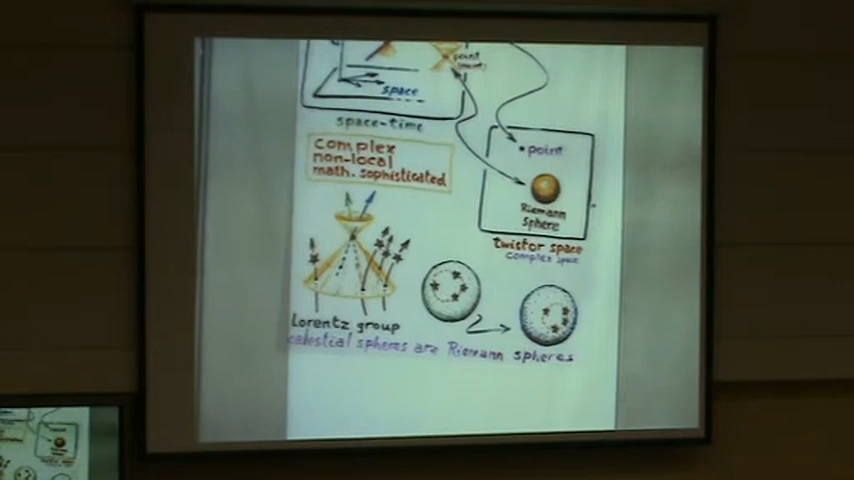 point
(event)
space
space-time
complex
non-local
math. sophisticated
point
Riemann
sphere
twistor space
complex space
Lorentz group
celestial spheres are Riemann spheres